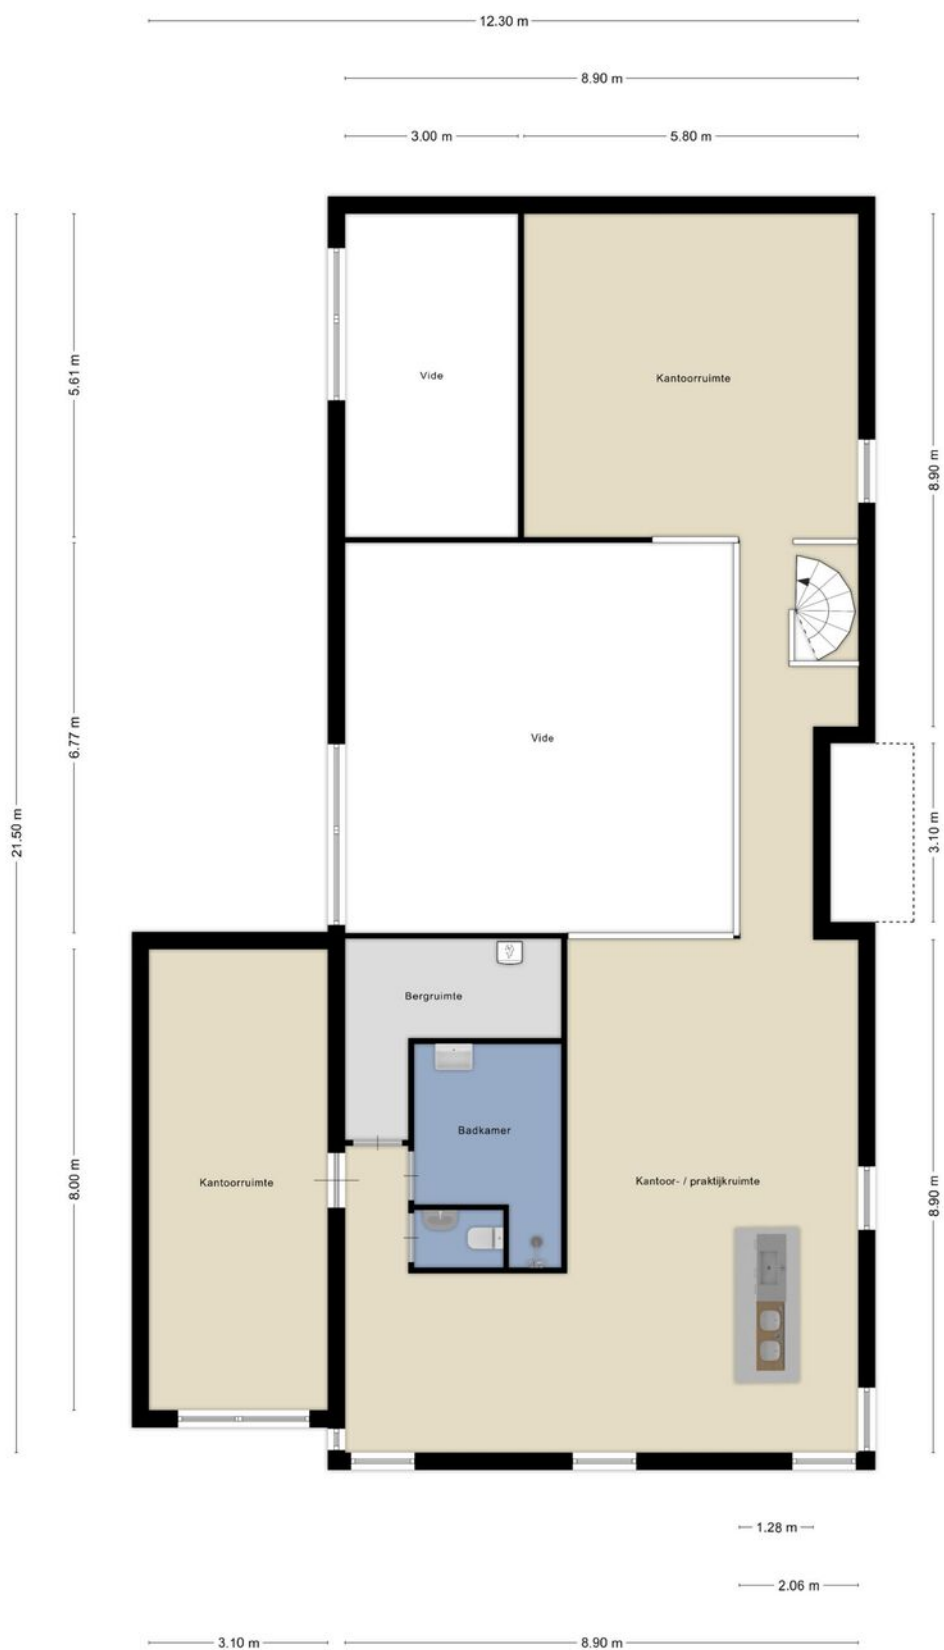 12.30 m
8.90 m
3.00 m
5.80 m
5.61 m
Vide
Kantoorruimte
8.90 m
6.77 m
Vide
21.50 m
3.10 m
Bergruimte
Badkamer
8.00 m
Kantoorruimte
Kantoor- / praktijkruimte
8.90 m
1.28 m
2.06 m
3.10 m
8.90 m